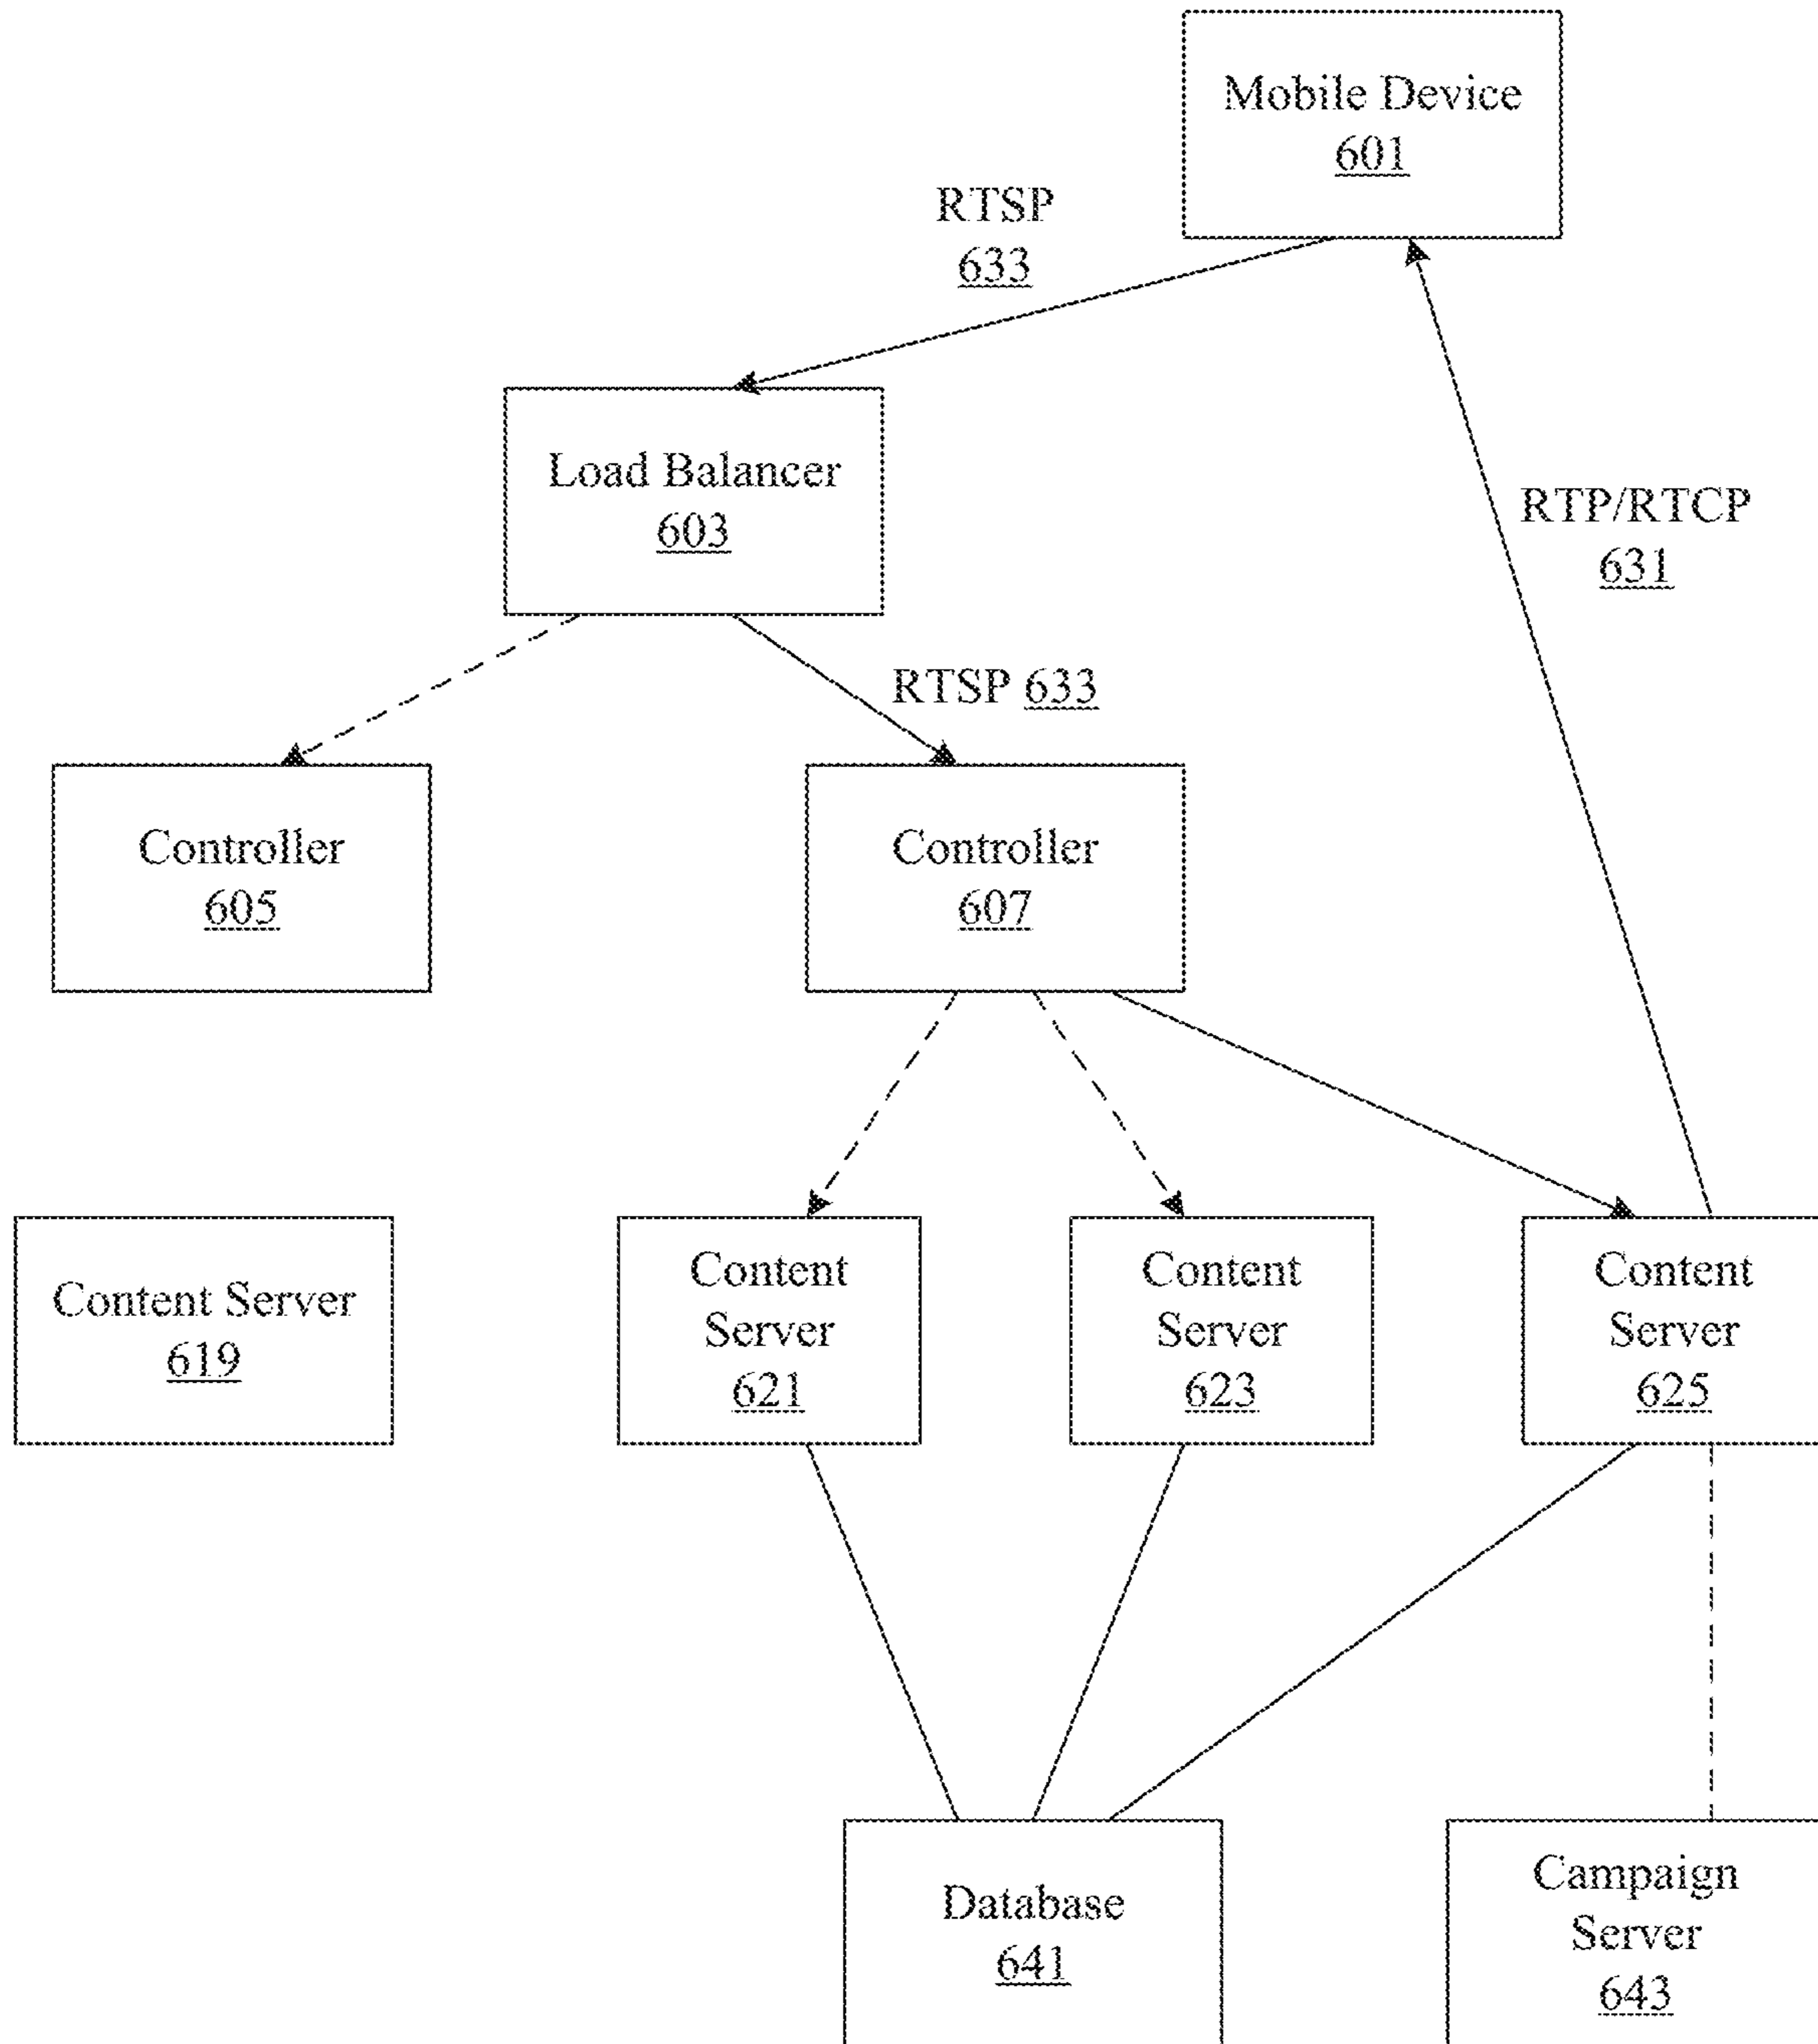 Mobile Device
601
RTSP
633
Load Balancer
603
RTP/RTCP
631
RTSP 633
Controller
605
Controller
607
Content Server
619
Content
Server
621
Content
Server
623
Content
Server
625
Database
641
Campaign
Server
643